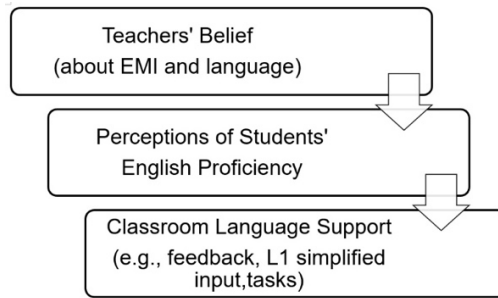 Teachers' Belief
(about EMI and language)
Perceptions of Students'
English Proficiency
Classroom Language Support
(e.g., feedback, L1 simplified
input,tasks)